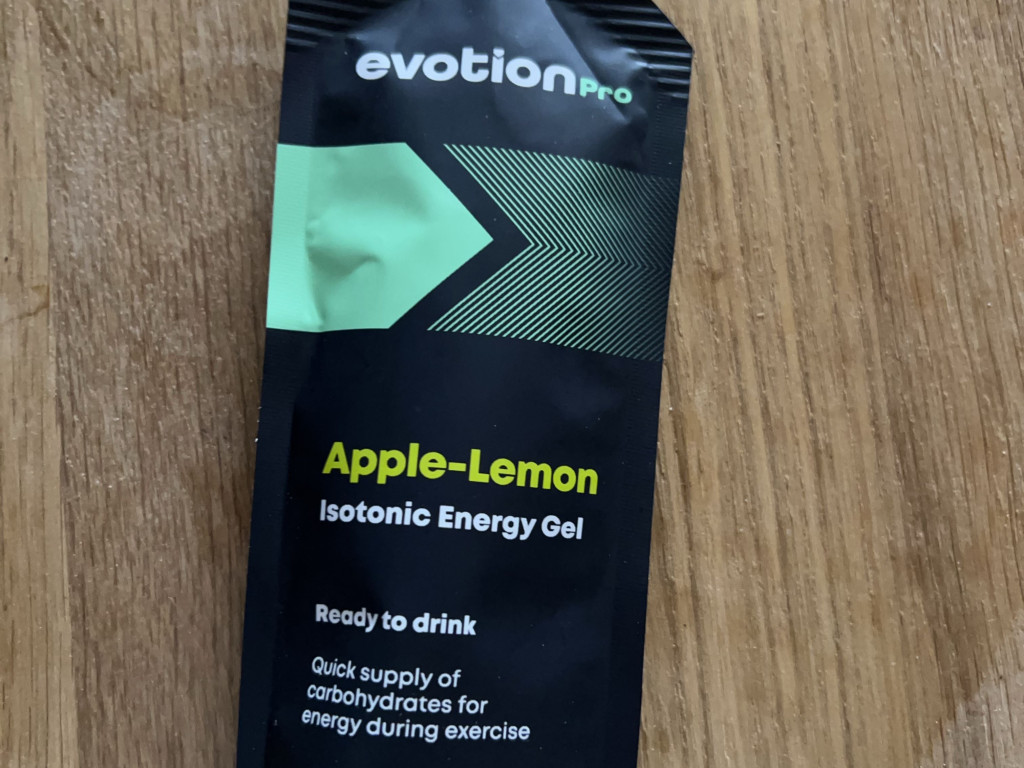 evotion Pro
Apple-Lemon
Isotonic Energy Gel
Ready to drink
Quick supply of
carbohydrates for
energy during exercise